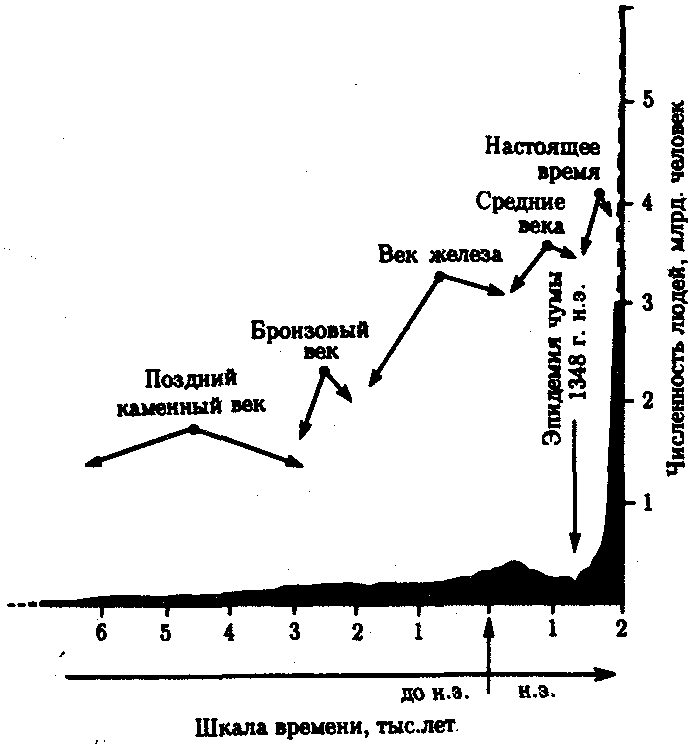 5
Настоящее
время
4
Средние
века
Век железа
3
Эпидемия чумы
1348 г. н.э.
Численность людей, млрд. человек
Бронзовый
век
2
Поздний
каменный век
1
6 5 4 3 2 1 1 2
до н.э. н.э.
Шкала времени, тыс.лет.